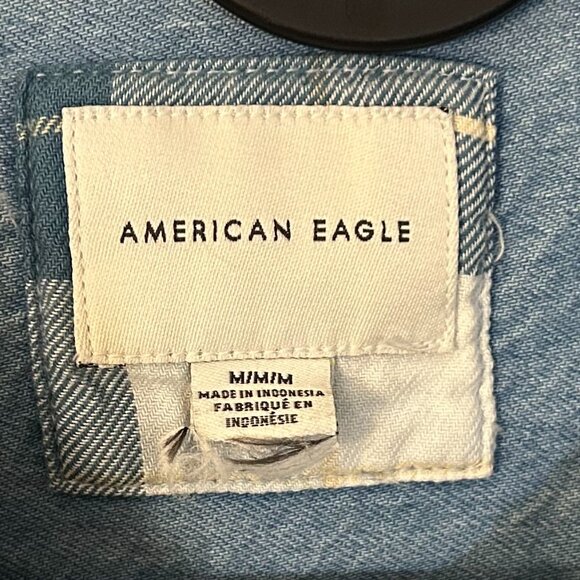 AMERICAN EAGLE
M/M/M
MADE IN INDONESIA
FABRIQUÉ EN
INDONÉSIE